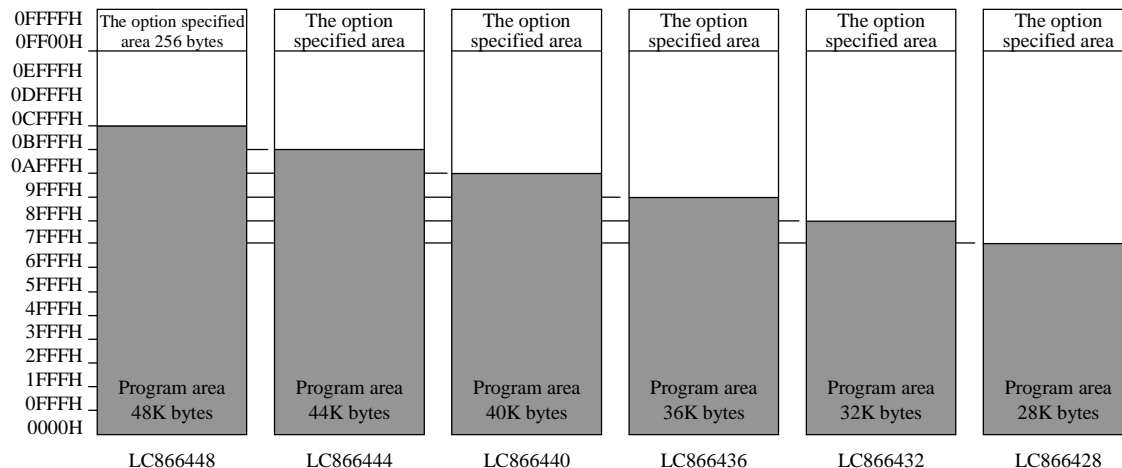 0FFFFH
0FF00H
0EFFFH
0DFFFH
0CFFFH
0BFFFH
0AFFFH
9FFFH
8FFFH
7FFFH
6FFFH
5FFFH
4FFFH
3FFFH
2FFFH
1FFFH
0FFFH
0000H
The option specified
area 256 bytes
Program area
48K bytes
LC866448
The option
specified area
Program area
44K bytes
LC866444
The option
specified area
Program area
40K bytes
LC866440
The option
specified area
Program area
36K bytes
LC866436
The option
specified area
Program area
32K bytes
LC866432
The option
specified area
Program area
28K bytes
LC866428